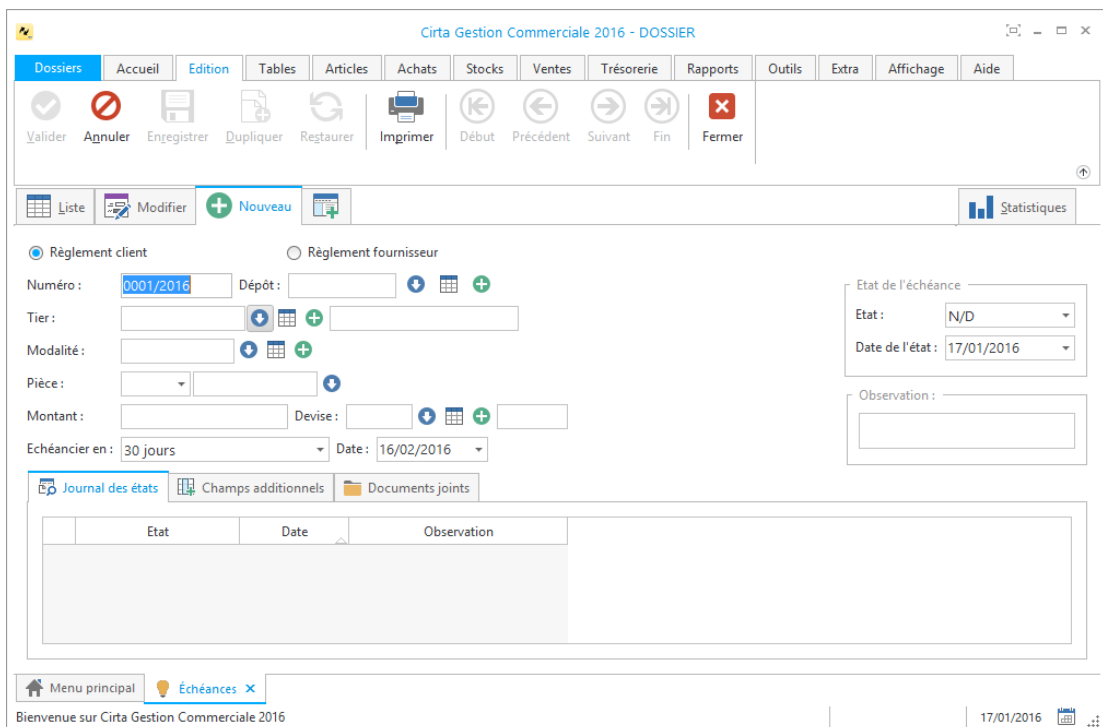 Cirta Gestion Commerciale 2016 - DOSSIER
Dossiers Accueil Edition Tables Articles Achats Stocks Ventes Trésorerie Rapports Outils Extra Affichage Aide
Valider Annuler Enregistrer Dupliquer Restaurer Imprimer Début Précédent Suivant Fin Fermer
Liste Modifier Nouveau Statistiques
Règlement client Règlement fournisseur
Numéro : 0001/2016 Dépôt :
Tier :
Modalité :
Pièce :
Montant : Devise :
Echéancier en : 30 jours Date : 16/02/2016
Etat de l'échéance
Etat : N/D
Date de l'état : 17/01/2016
Observation :
Journal des états Champs additionnels Documents joints
Etat Date Observation
Menu principal Échéances
Bienvenue sur Cirta Gestion Commerciale 2016 17/01/2016